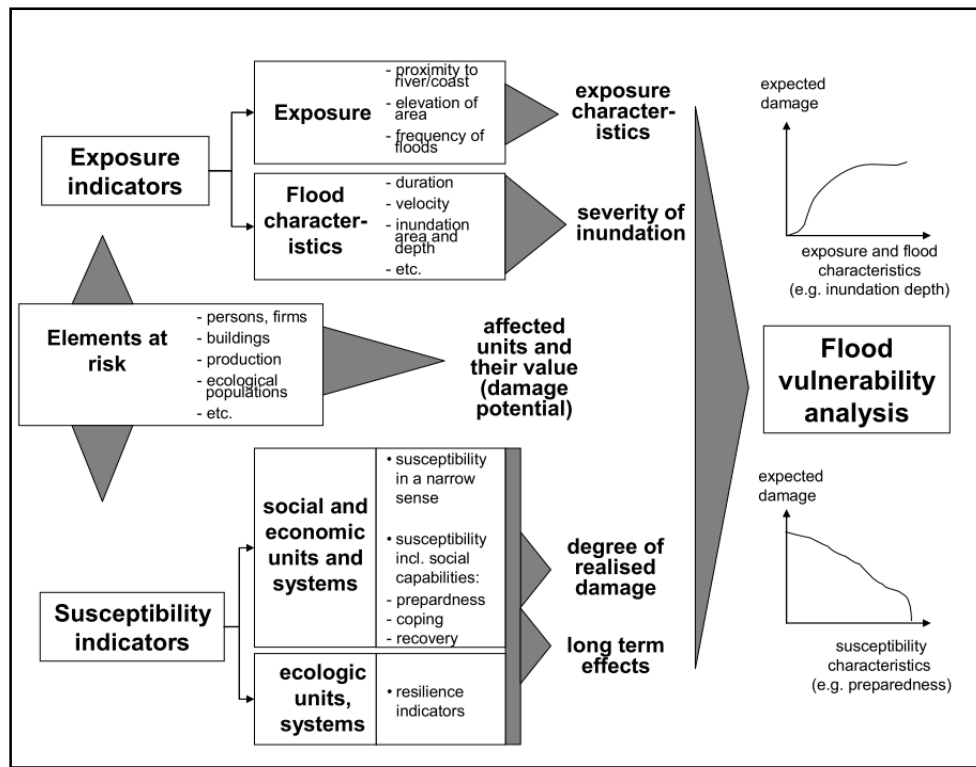 Exposure
indicators
Exposure
- proximity to
river/coast
- elevation of
area
- frequency of
floods
exposure
character-
istics
Flood
character-
istics
- duration
- velocity
- inundation
area and
depth
- etc.
severity of
inundation
Elements at
risk
- persons, firms
- buildings
- production
- ecological
populations
- etc.
affected
units and
their value
(damage
potential)
Susceptibility
indicators
social and
economic
units and
systems
• susceptibility
in a narrow
sense
• susceptibility
incl. social
capabilities:
- prepardness
- coping
- recovery
ecologic
units,
systems
• resilience
indicators
degree of
realised
damage
long term
effects
expected
damage
exposure and flood
characteristics
(e.g. inundation depth)
Flood
vulnerability
analysis
expected
damage
susceptibility
characteristics
(e.g. preparedness)